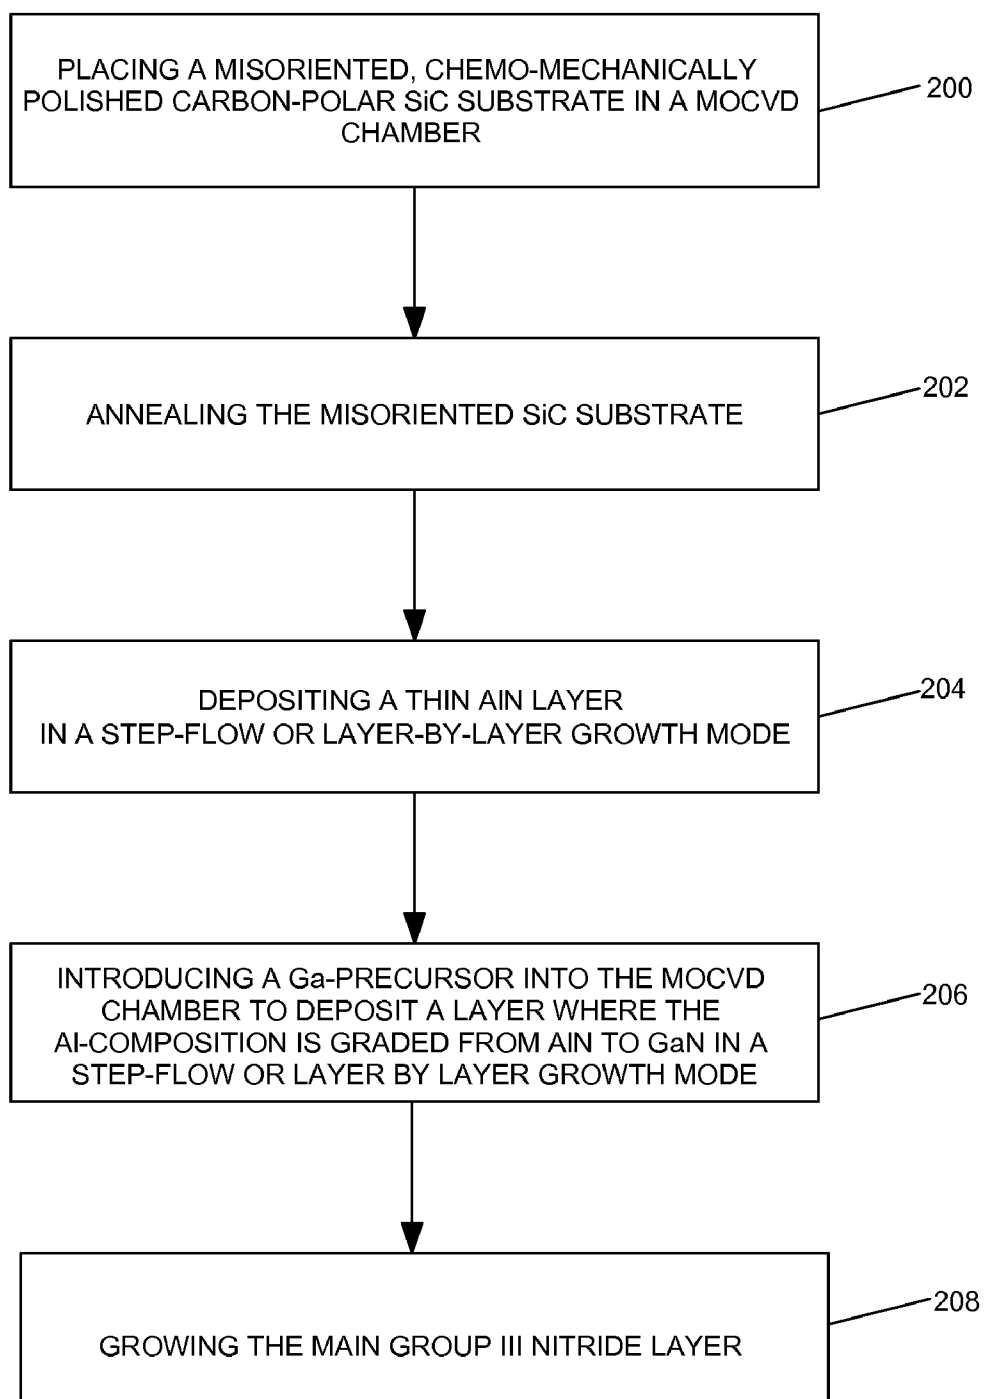 PLACING A MISORIENTED, CHEMO-MECHANICALLY
POLISHED CARBON-POLAR SiC SUBSTRATE IN A MOCVD
CHAMBER
200
ANNEALING THE MISORIENTED SiC SUBSTRATE
202
DEPOSITING A THIN AlN LAYER
IN A STEP-FLOW OR LAYER-BY-LAYER GROWTH MODE
204
INTRODUCING A Ga-PRECURSOR INTO THE MOCVD
CHAMBER TO DEPOSIT A LAYER WHERE THE
Al-COMPOSITION IS GRADED FROM AlN TO GaN IN A
STEP-FLOW OR LAYER BY LAYER GROWTH MODE
206
GROWING THE MAIN GROUP III NITRIDE LAYER
208